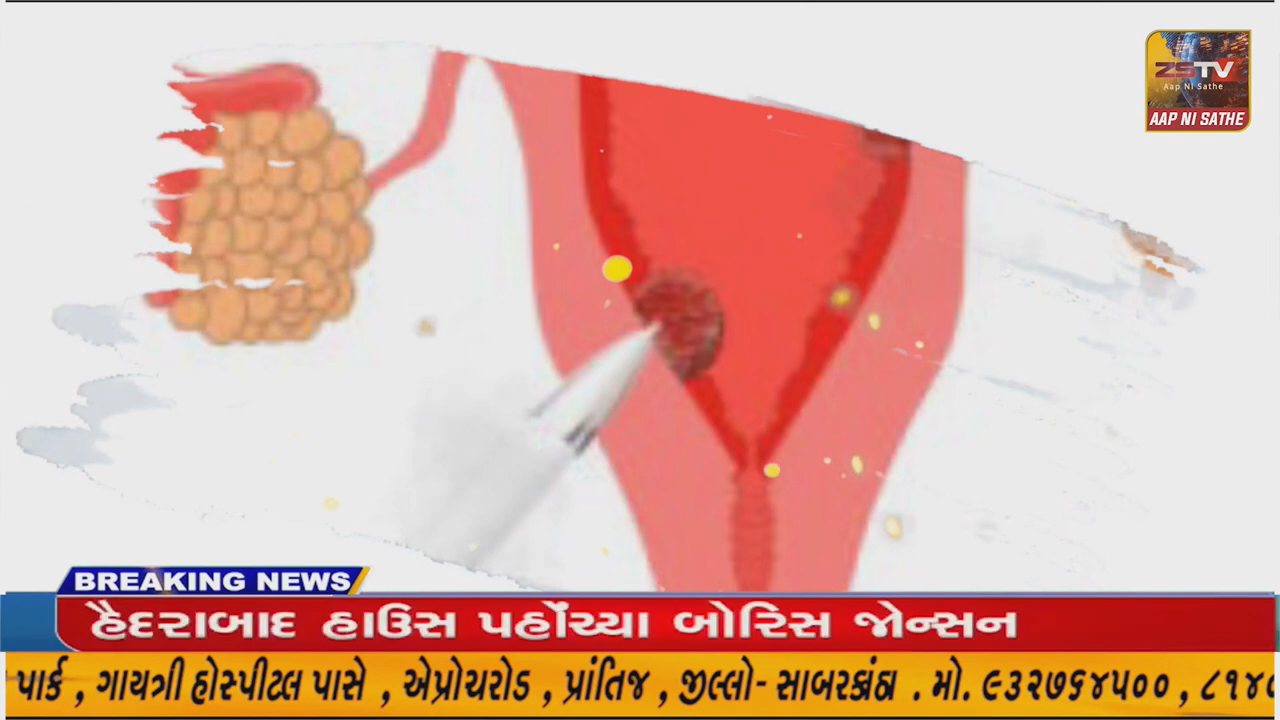 ZSTV
Aap Ni Sathe
AAP NI SATHE
BREAKING NEWS
હૈદરાબાદ હાઉસ પહોંચ્યા બોરિસ જોન્સન
પાર્ક , ગાયત્રી હોસ્પીટલ પાસે , એપ્રોચરોડ , પ્રાંતિજ , જીલ્લો- સાબરકાંઠા . મો. ૯૩૨૭૬૪૫૦૦ , ૮૧૪૮